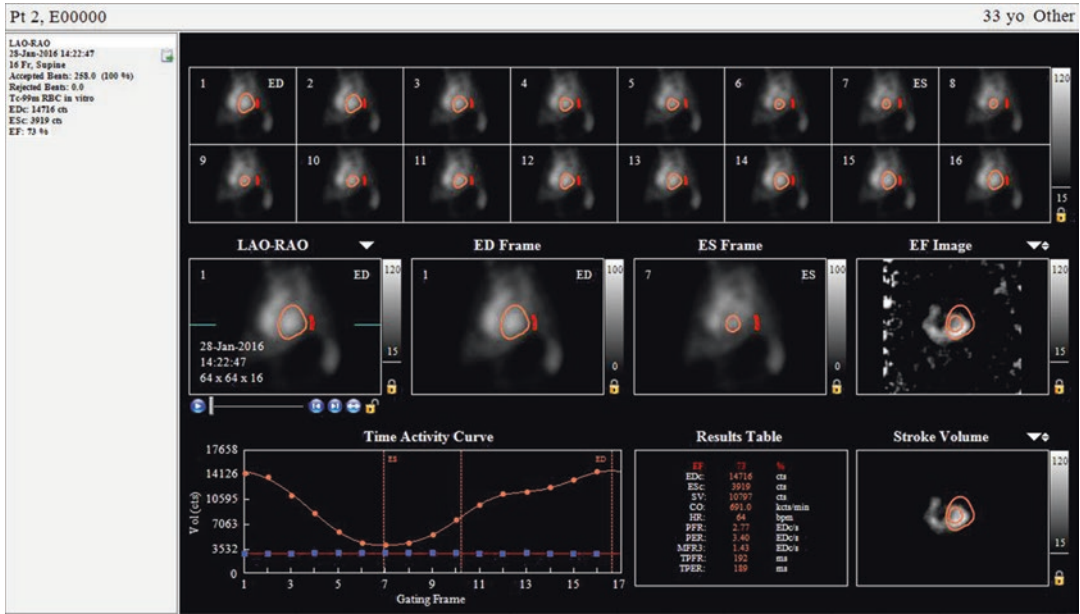 Pt 2, E00000 33 yo Other
LAO-RAO
28-Jan-2016 14:22:47
16 Fr, Supine
Accepted Beats: 258.0 (100 %)
Rejected Beats: 0.0
Tc-99m RBC in vitro
EDc: 14716 cts
ESc: 3919 cts
EF: 73 %
1 ED 2 3 4 5 6 7 ES 8 120
9 10 11 12 13 14 15 16 15
LAO-RAO ED Frame ES Frame EF Image
1 ED 120 1 ED 100 7 ES 100 120
28-Jan-2016
14:22:47 15 0 0 15
64 x 64 x 16
Time Activity Curve Results Table Stroke Volume
17658
14126
10595
7063
3532
0
Vol (cts)
ES ED
1 3 5 7 9 11 13 15 17
Gating Frame
EF: 73 %
EDc: 14716 cts
ESc: 3919 cts
SV: 10797 cts
CO: 691.0 kcts/min
HR: 64 bpm
PFR: 2.77 EDc/s
PER: 3.40 EDc/s
MFR3: 1.43 EDc/s
TPFR: 192 ms
TPER: 189 ms
120
15